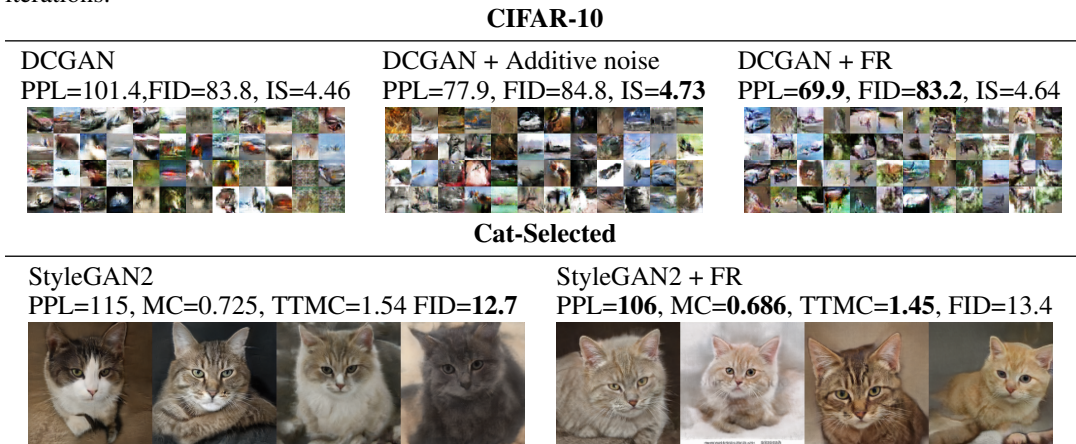 iterations.
CIFAR-10
DCGAN
PPL=101.4,FID=83.8, IS=4.46
DCGAN + Additive noise
PPL=77.9, FID=84.8, IS=4.73
DCGAN + FR
PPL=69.9, FID=83.2, IS=4.64
Cat-Selected
StyleGAN2
PPL=115, MC=0.725, TTMC=1.54 FID=12.7
StyleGAN2 + FR
PPL=106, MC=0.686, TTMC=1.45, FID=13.4